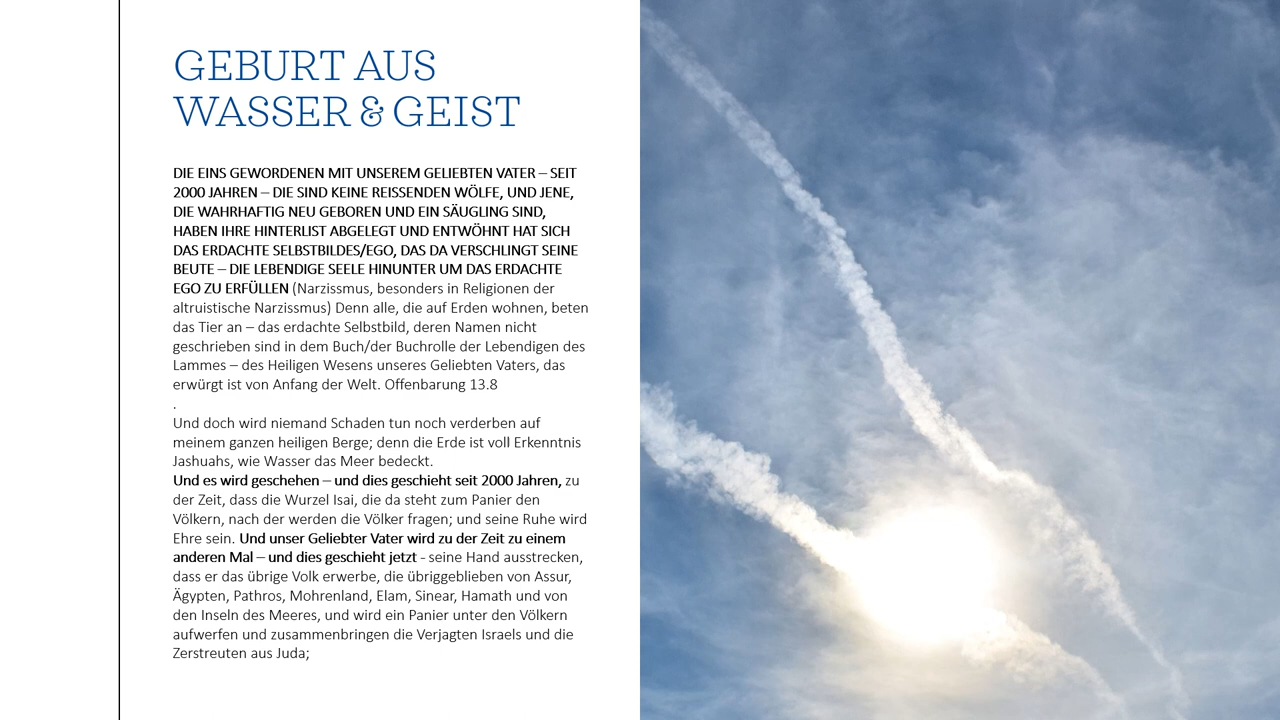 GEBURT AUS
WASSER & GEIST
DIE EINS GEWORDENEN MIT UNSEREM GELIEBTEN VATER – SEIT
2000 JAHREN – DIE SIND KEINE REISSENDEN WÖLFE, UND JENE,
DIE WAHRHAFTIG NEU GEBOREN UND EIN SÄUGLING SIND,
HABEN IHRE HINTERLIST ABGELEGT UND ENTWÖHNT HAT SICH
DAS ERDACHTE SELBSTBILDES/EGO, DAS DA VERSCHLINGT SEINE
BEUTE – DIE LEBENDIGE SEELE HINUNTER UM DAS ERDACHTE
EGO ZU ERFÜLLEN (Narzissmus, besonders in Religionen der
altruistische Narzissmus) Denn alle, die auf Erden wohnen, beten
das Tier an – das erdachte Selbstbild, deren Namen nicht
geschrieben sind in dem Buch/der Buchrolle der Lebendigen des
Lammes – des Heiligen Wesens unseres Geliebten Vaters, das
erwürgt ist von Anfang der Welt. Offenbarung 13.8
.
Und doch wird niemand Schaden tun noch verderben auf
meinem ganzen heiligen Berge; denn die Erde ist voll Erkenntnis
Jashuahs, wie Wasser das Meer bedeckt.
Und es wird geschehen – und dies geschieht seit 2000 Jahren, zu
der Zeit, dass die Wurzel Isai, die da steht zum Panier den
Völkern, nach der werden die Völker fragen; und seine Ruhe wird
Ehre sein. Und unser Geliebter Vater wird zu der Zeit zu einem
anderen Mal – und dies geschieht jetzt - seine Hand ausstrecken,
dass er das übrige Volk erwerbe, die übriggeblieben von Assur,
Ägypten, Pathros, Mohrenland, Elam, Sinear, Hamath und von
den Inseln des Meeres, und wird ein Panier unter den Völkern
aufwerfen und zusammenbringen die Verjagten Israels und die
Zerstreuten aus Juda;